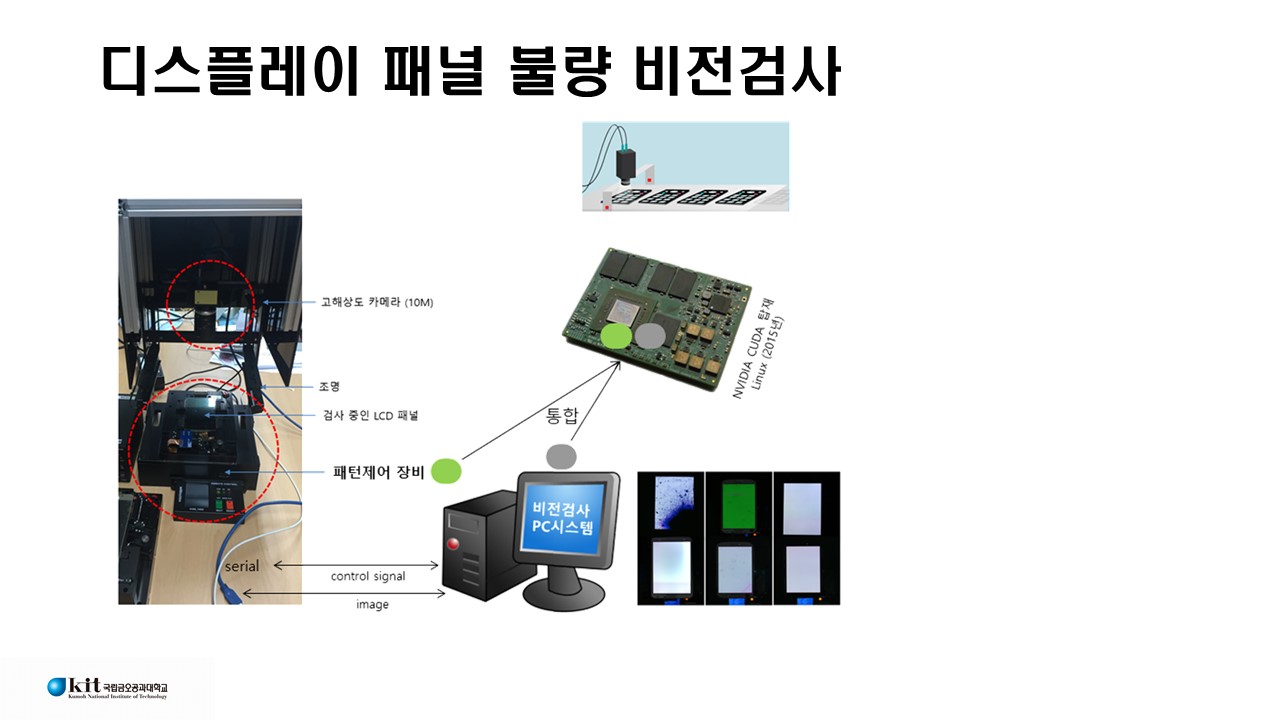 디스플레이 패널 불량 비전검사
고해상도 카메라 (10M)
조명
검사 중인 LCD 패널
패턴제어 장비
NVIDIA CUDA 탑재
Linux (2015년)
통합
비전검사
PC시스템
serial
control signal
image
kit 국립금오공과대학교
Kumoh National Institute of Technology